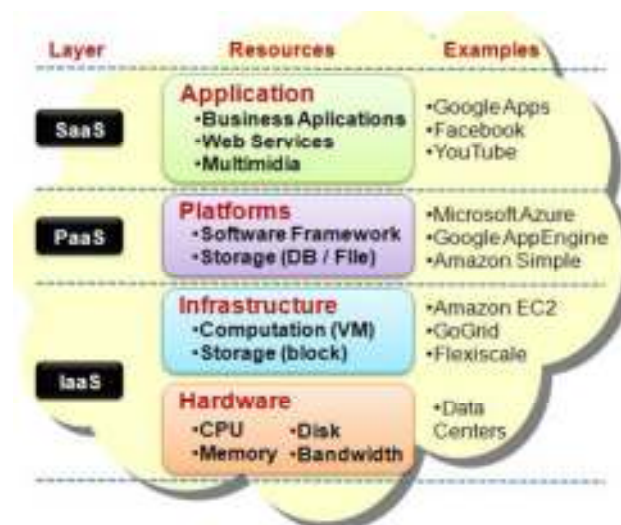 Layer Resources Examples
SaaS
Application
•Business Aplications
•Web Services
•Multimidia
•Google Apps
•Facebook
•YouTube
PaaS
Platforms
•Software Framework
•Storage (DB / File)
•Microsoft Azure
•Google AppEngine
•Amazon Simple
IaaS
Infrastructure
•Computation (VM)
•Storage (block)
•Amazon EC2
•GoGrid
•Flexiscale
Hardware
•CPU •Disk
•Memory •Bandwidth
•Data
Centers